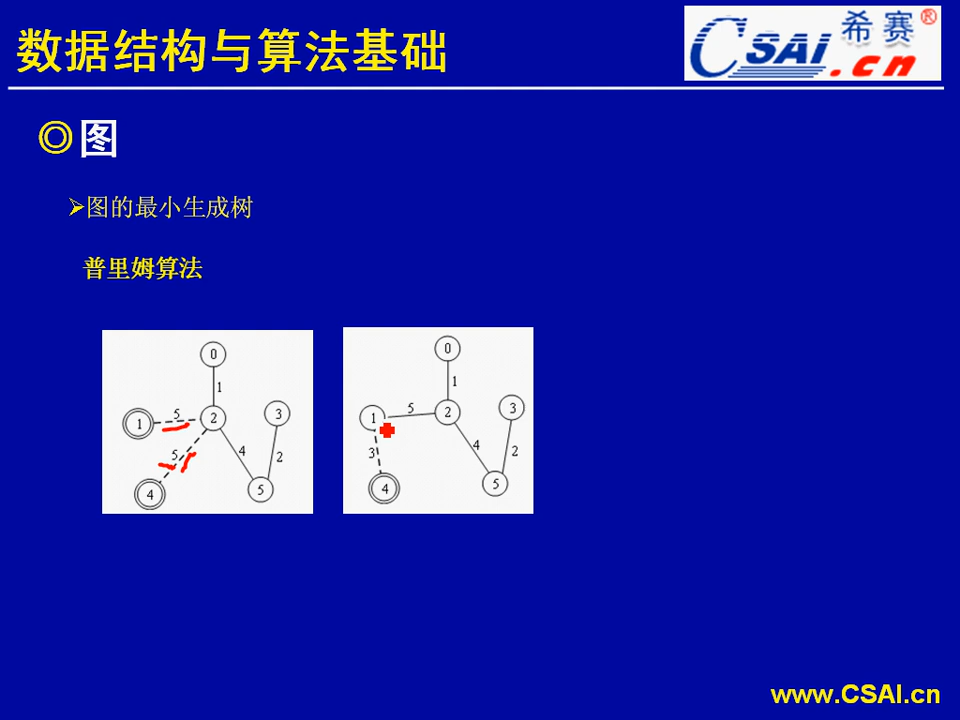 数据结构与算法基础
CSAI 希赛®
.cn
◎图
➢图的最小生成树
普里姆算法
0
1
1 5 2 3
5 4 2
4 5
0
1
1 5 2 3
3 4 2
4 5
www.CSAI.cn